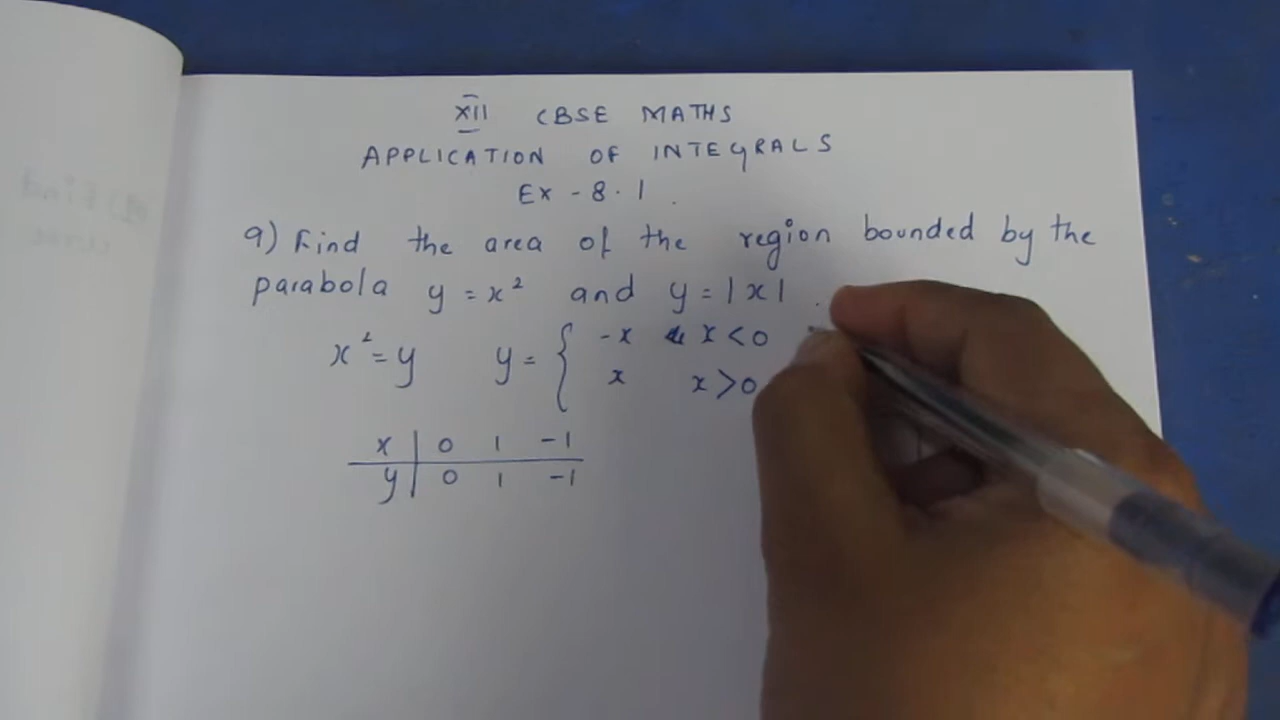 XII CBSE MATHS
APPLICATION OF INTEGRALS
Ex - 8.1.
9) Find the area of the region bounded by the
parabola y = x² and y = |x|.
x² = y y = { -x x < 0
x x > 0
x | 0 1 -1
y | 0 1 -1